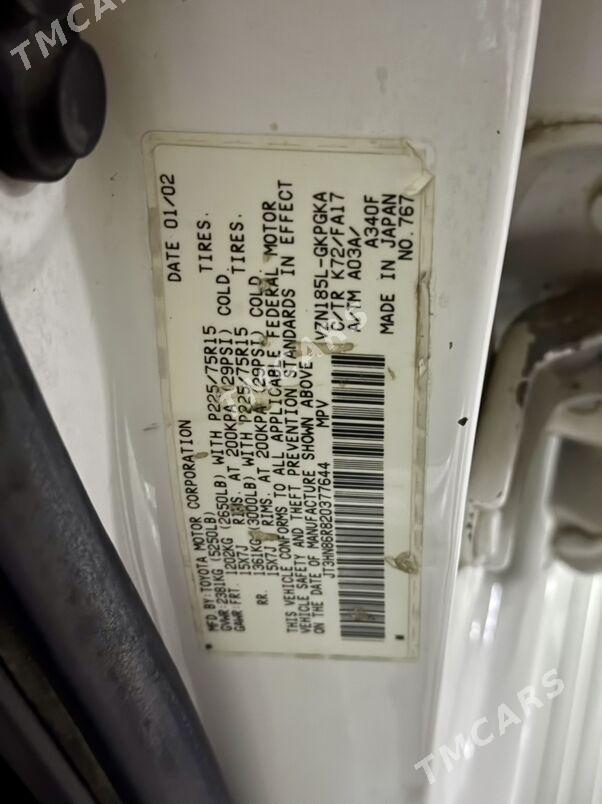 MFD BY:TOYOTA MOTOR CORPORATION DATE 01/02
GVWR:2381KG (5250LB)
GAWR FRT 1202KG (2650LB) WITH P225/75R15 TIRES.
15X7J RIMS. AT 200KPA (29PSI) COLD.
RR. 1361KG (3000LB) WITH P225/75R15 TIRES.
15X7J RIMS. AT 200KPA (29PSI) COLD.
THIS VEHICLE CONFORMS TO ALL APPLICABLE FEDERAL MOTOR
VEHICLE SAFETY AND THEFT PREVENTION STANDARDS IN EFFECT
ON THE DATE OF MANUFACTURE SHOWN ABOVE.
JT3HN86R820377644 MPV
VZN185L-GKPGKA
C/TR K72/FA17
A/TM A03A/
A340F
MADE IN JAPAN
NO.767
TMCARS
TMCARS
TMCARS